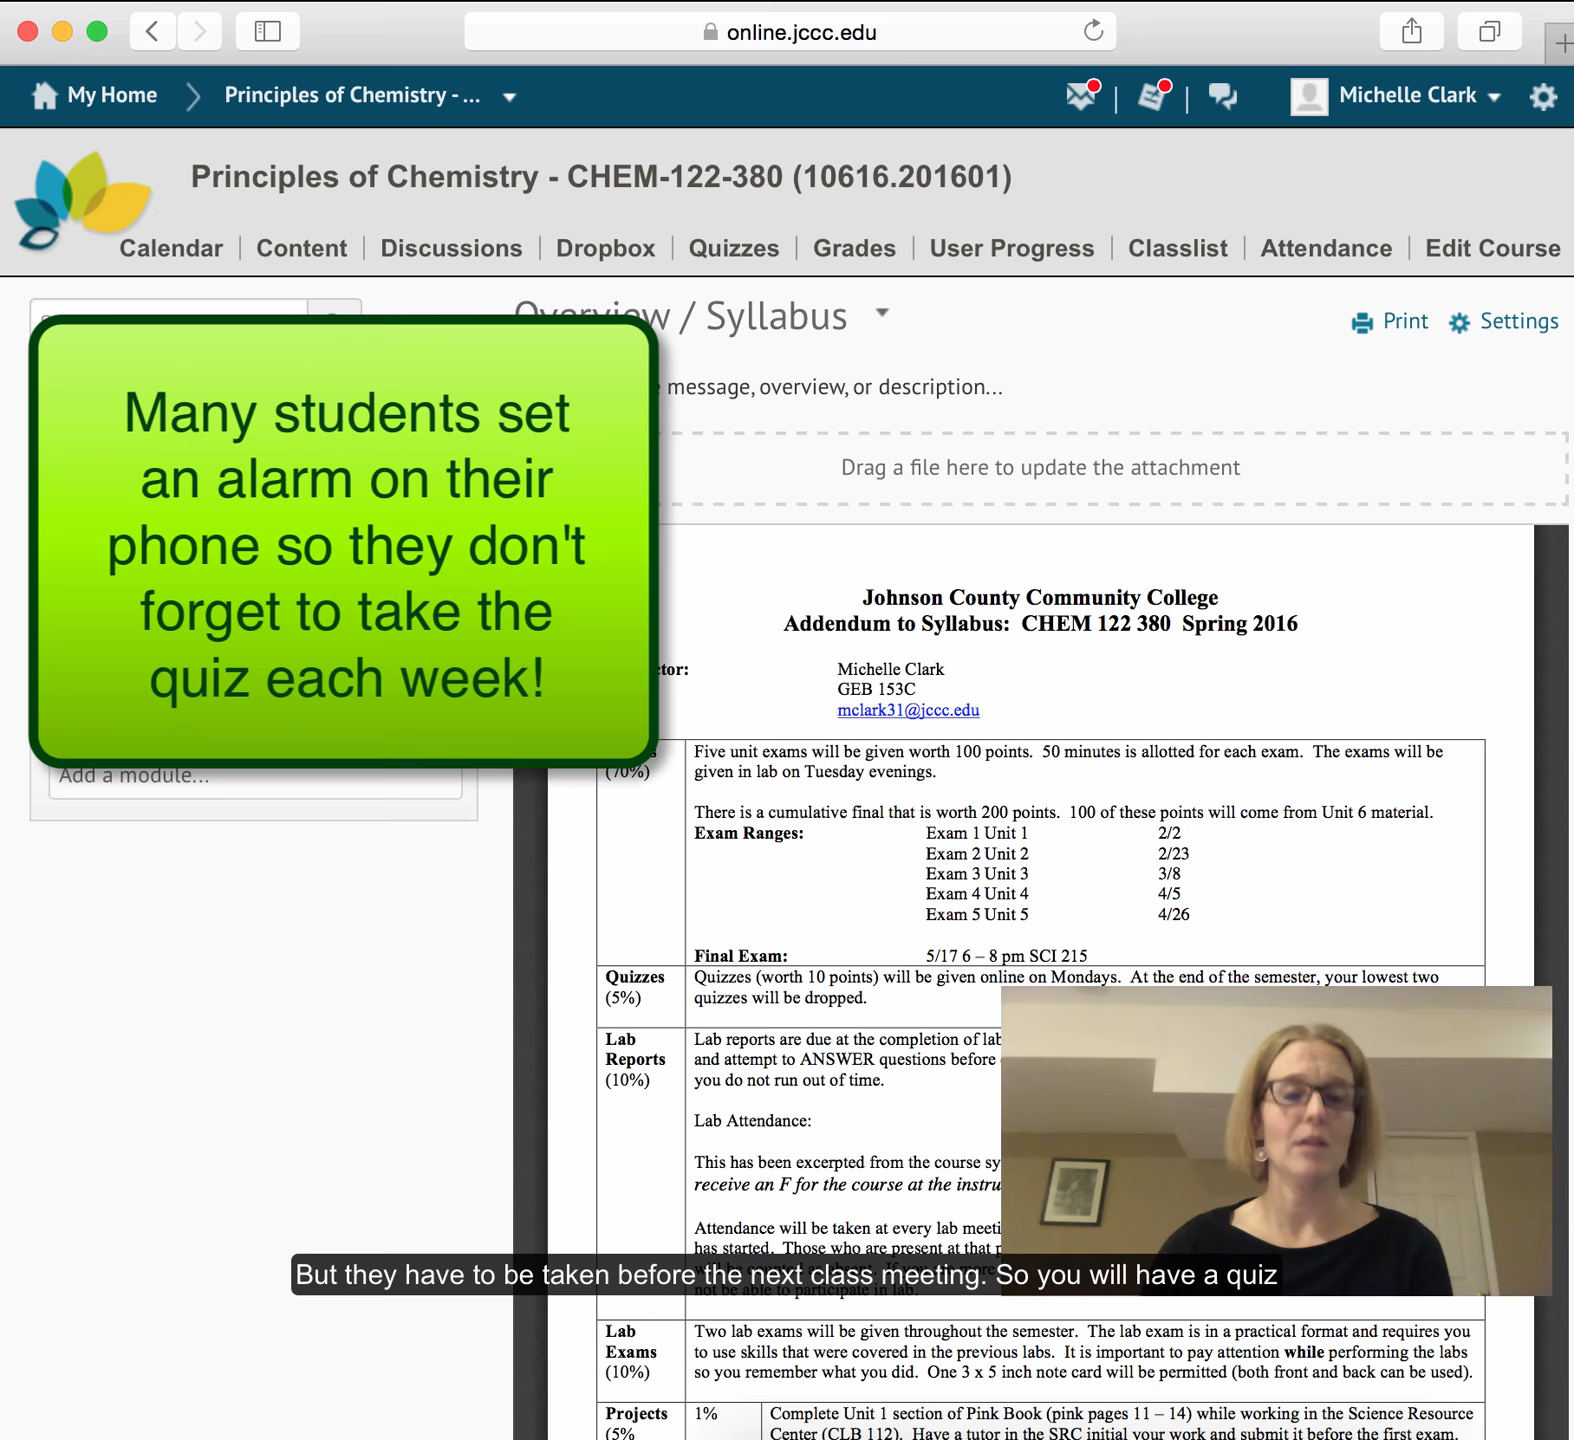 online.jccc.edu
My Home
Principles of Chemistry - ...
Michelle Clark
Principles of Chemistry - CHEM-122-380 (10616.201601)
Calendar
Content
Discussions
Dropbox
Quizzes
Grades
User Progress
Classlist
Attendance
Edit Course
Overview / Syllabus
Print
Settings
message, overview, or description...
Drag a file here to update the attachment
Many students set
an alarm on their
phone so they don't
forget to take the
quiz each week!
Add a module...
Johnson County Community College
Addendum to Syllabus: CHEM 122 380 Spring 2016
tor:
Michelle Clark
GEB 153C
mclark31@jccc.edu
(70%)
Five unit exams will be given worth 100 points. 50 minutes is allotted for each exam. The exams will be
given in lab on Tuesday evenings.
There is a cumulative final that is worth 200 points. 100 of these points will come from Unit 6 material.
Exam Ranges:
Exam 1 Unit 1 2/2
Exam 2 Unit 2 2/23
Exam 3 Unit 3 3/8
Exam 4 Unit 4 4/5
Exam 5 Unit 5 4/26
Final Exam: 5/17 6 – 8 pm SCI 215
Quizzes
(5%)
Quizzes (worth 10 points) will be given online on Mondays. At the end of the semester, your lowest two
quizzes will be dropped.
Lab
Reports
(10%)
Lab reports are due at the completion of lab
and attempt to ANSWER questions before
you do not run out of time.
Lab Attendance:
This has been excerpted from the course sy
receive an F for the course at the instru
Attendance will be taken at every lab meeti
has started. Those who are present at that p
But they have to be taken before the next class meeting. So you will have a quiz
not be able to participate in lab.
Lab
Exams
(10%)
Two lab exams will be given throughout the semester. The lab exam is in a practical format and requires you
to use skills that were covered in the previous labs. It is important to pay attention while performing the labs
so you remember what you did. One 3 x 5 inch note card will be permitted (both front and back can be used).
Projects
(5%
1%
Complete Unit 1 section of Pink Book (pink pages 11 – 14) while working in the Science Resource
Center (CLB 112). Have a tutor in the SRC initial your work and submit it before the first exam.